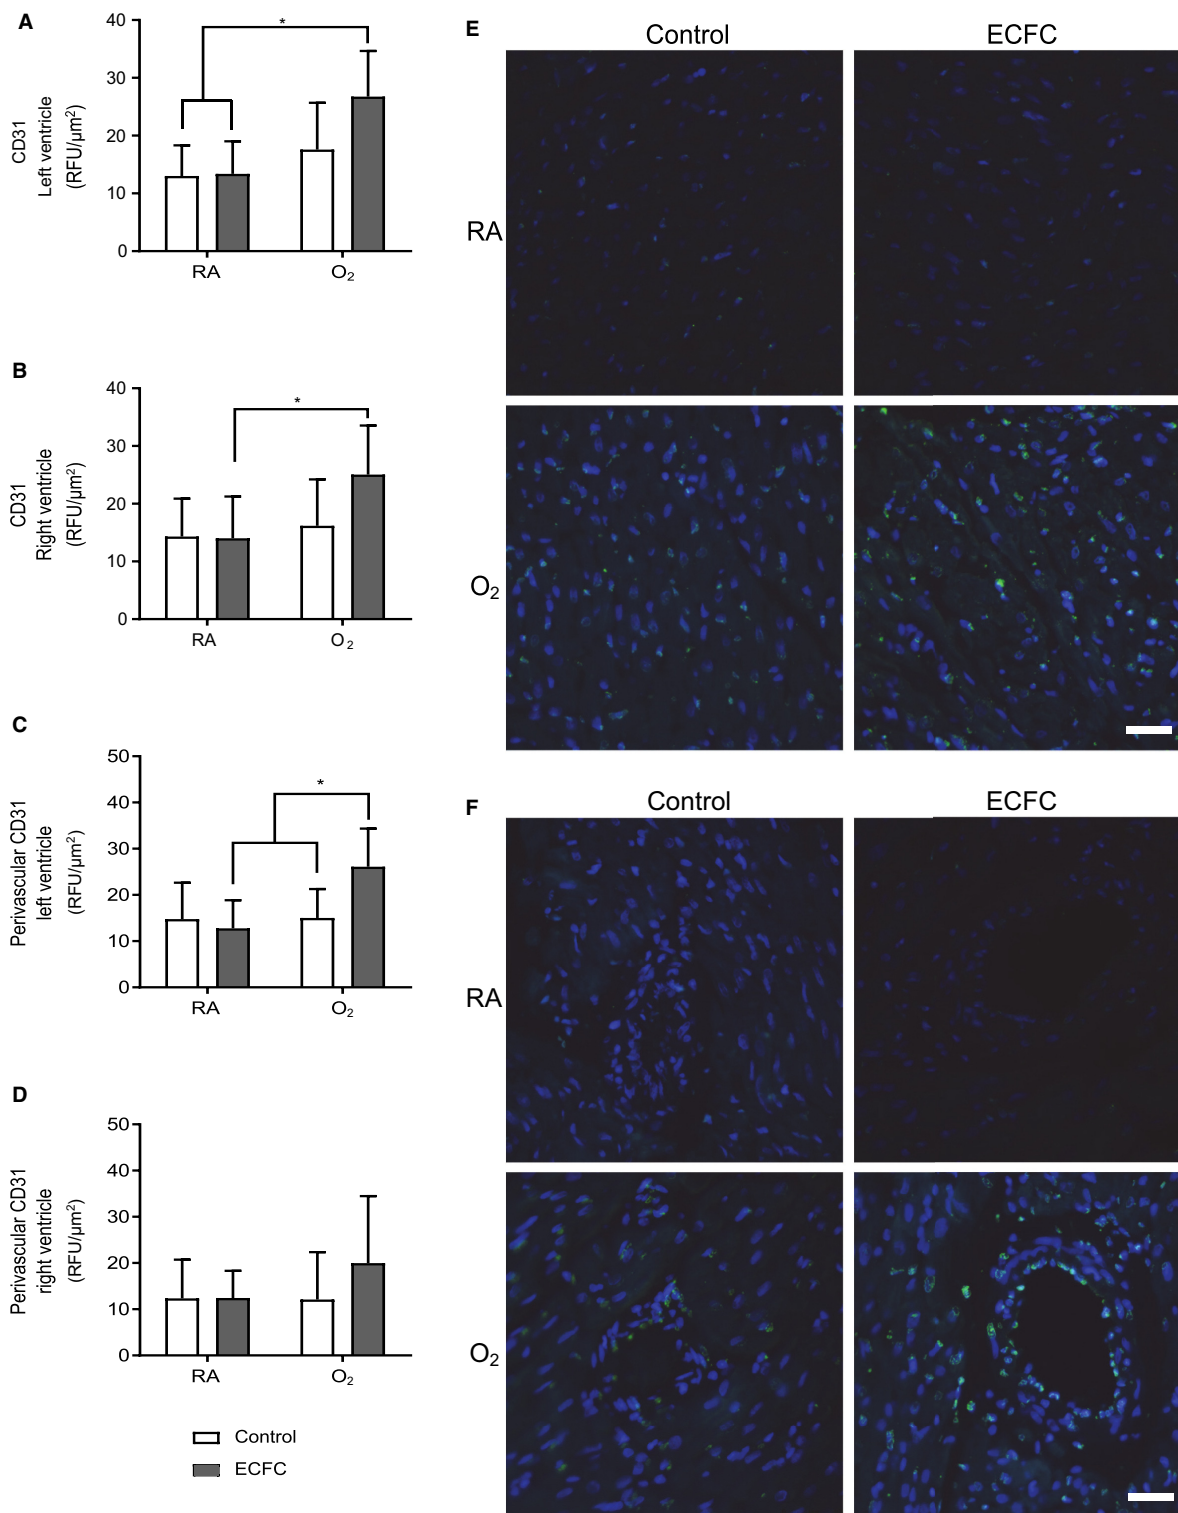 A
40
30
20
10
0
CD31
Left ventricle
(RFU/µm²)
*
RA
O₂
B
40
30
20
10
0
CD31
Right ventricle
(RFU/µm²)
*
RA
O₂
C
50
40
30
20
10
0
Perivascular CD31
left ventricle
(RFU/µm²)
*
RA
O₂
D
50
40
30
20
10
0
Perivascular CD31
right ventricle
(RFU/µm²)
RA
O₂
Control
ECFC
E
Control
ECFC
RA
O₂
F
Control
ECFC
RA
O₂